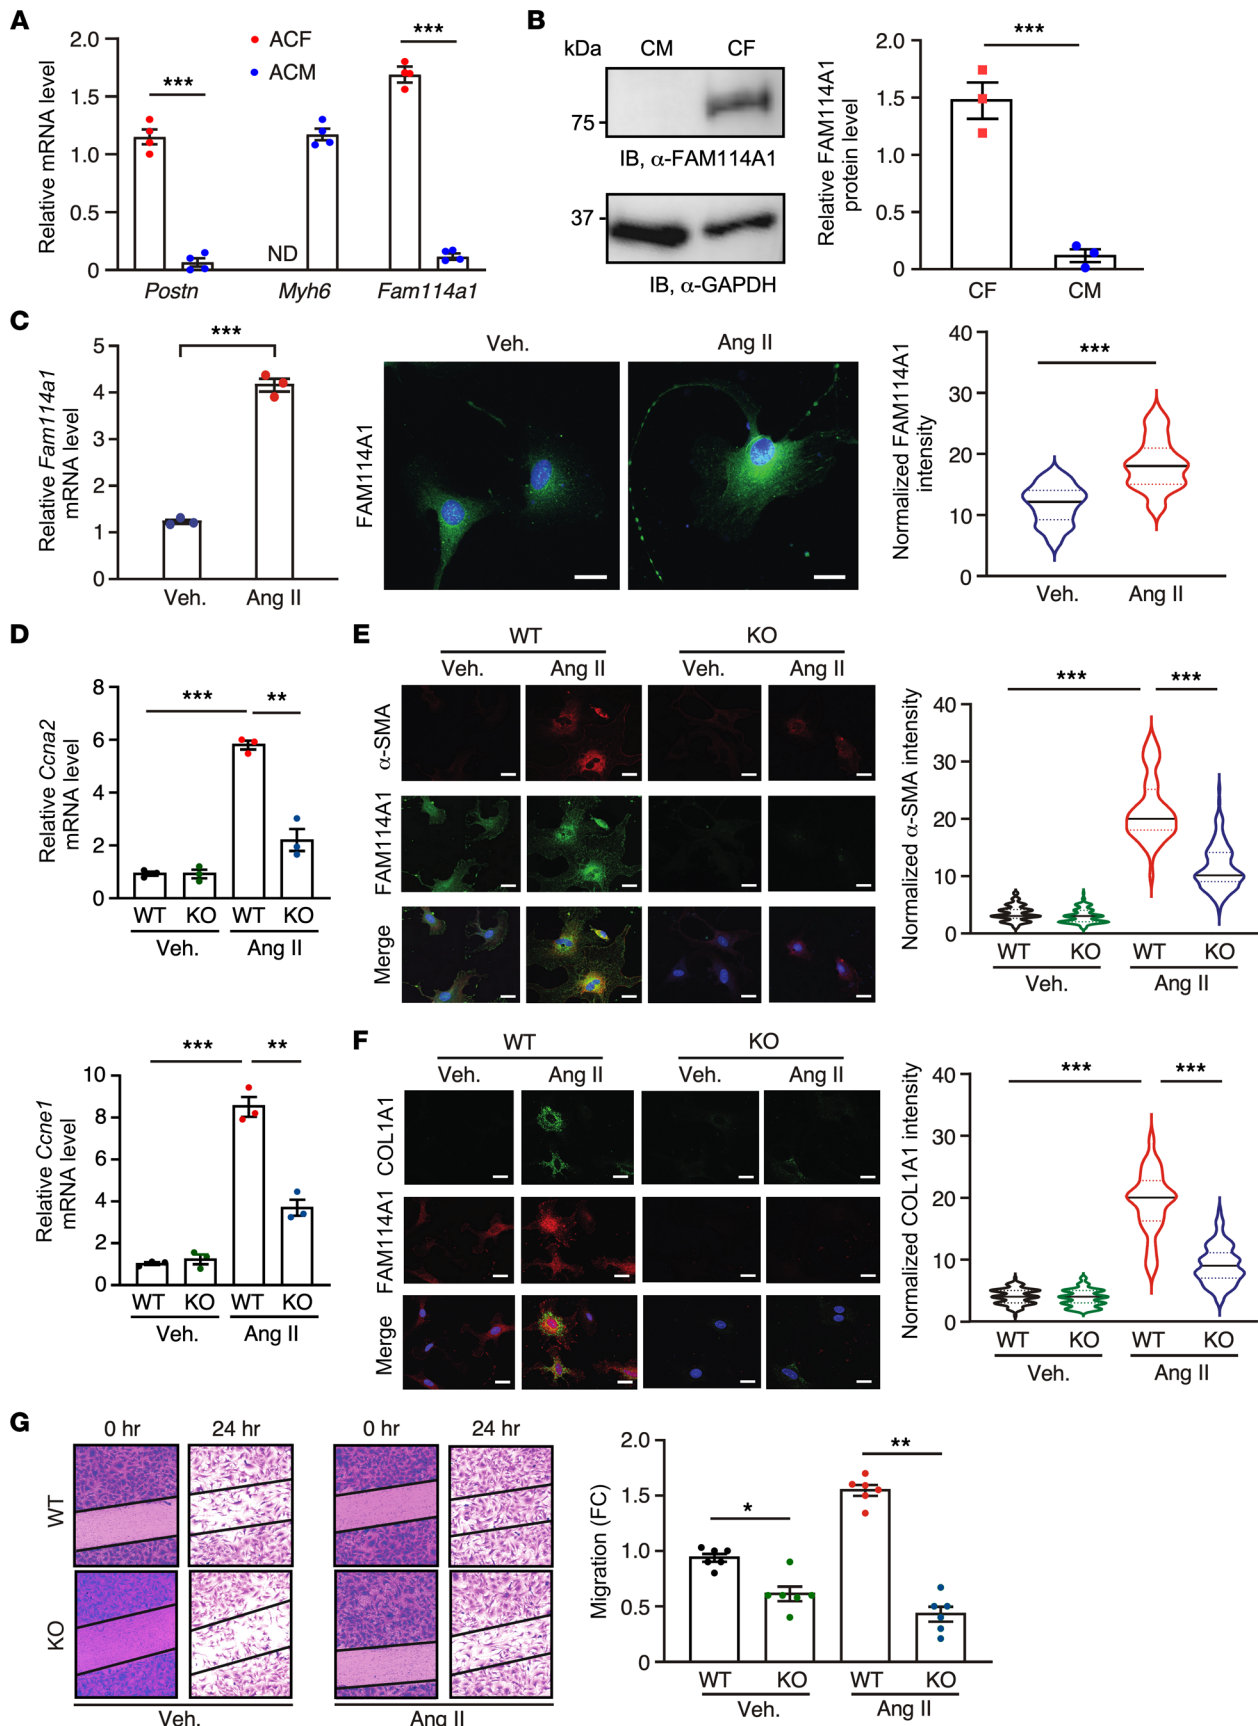 A
2.0
1.5
1.0
0.5
0
Relative mRNA level
ACF
ACM
***
***
ND
Postn
Myh6
Fam114a1
B
kDa
CM
CF
75
IB, α-FAM114A1
37
IB, α-GAPDH
Relative FAM114A1
protein level
2.0
1.5
1.0
0.5
0
***
CF
CM
C
Relative Fam114a1
mRNA level
5
4
3
2
1
0
***
Veh.
Ang II
Veh.
Ang II
FAM114A1
Normalized FAM114A1
intensity
40
30
20
10
0
***
Veh.
Ang II
D
Relative Ccna2
mRNA level
8
6
4
2
0
***
**
WT
KO
WT
KO
Veh.
Ang II
Relative Ccne1
mRNA level
10
8
6
4
2
0
***
**
WT
KO
WT
KO
Veh.
Ang II
E
WT
KO
Veh.
Ang II
Veh.
Ang II
α-SMA
FAM114A1
Merge
Normalized α-SMA intensity
40
30
20
10
0
***
***
WT
KO
WT
KO
Veh.
Ang II
F
WT
KO
Veh.
Ang II
Veh.
Ang II
COL1A1
FAM114A1
Merge
Normalized COL1A1 intensity
40
30
20
10
0
***
***
WT
KO
WT
KO
Veh.
Ang II
G
0 hr
24 hr
0 hr
24 hr
WT
KO
Veh.
Ang II
Migration (FC)
2.0
1.5
1.0
0.5
0
*
**
WT
KO
WT
KO
Veh.
Ang II